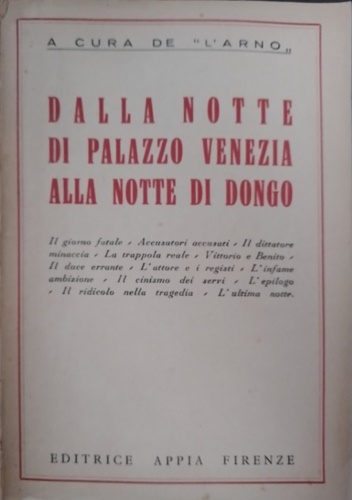 A CURA DE "L'ARNO„
DALLA NOTTE
DI PALAZZO VENEZIA
ALLA NOTTE DI DONGO
Il giorno fatale - Accusatori accusati - Il dittatore
minaccia - La trappola reale - Vittorio e Benito -
Il duce errante - L'attore e i registi - L'infame
ambizione - Il cinismo dei servi - L'epilogo
- Il ridicolo nella tragedia - L'ultima notte.
EDITRICE APPIA FIRENZE